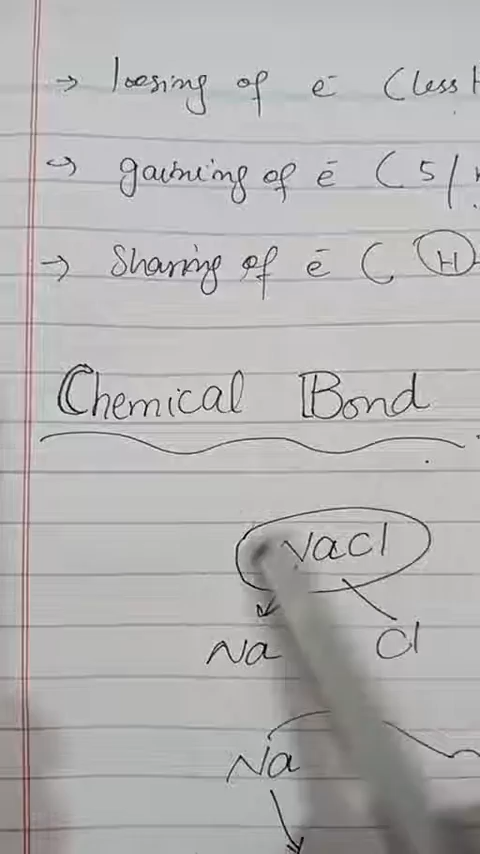 → loosing of e⁻ (less
→ gaining of e⁻ ( 5/
→ Sharing of e⁻ ( H
Chemical Bond
NaCl
Na Cl
Na